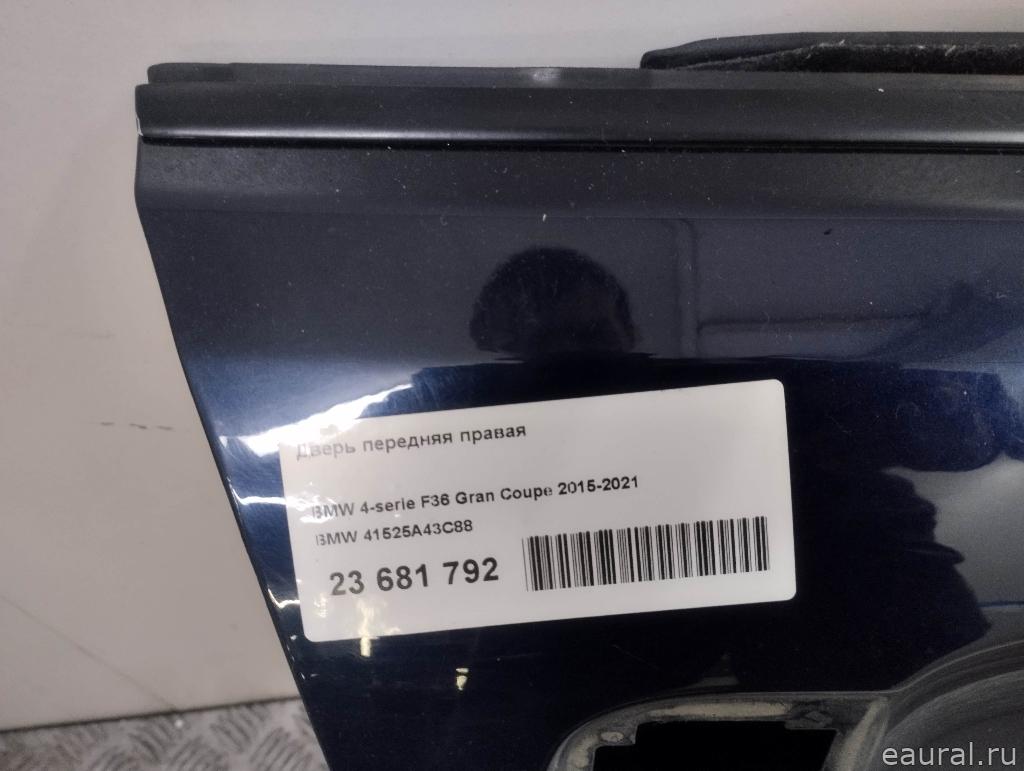 Дверь передняя правая
BMW 4-serie F36 Gran Coupe 2015-2021
BMW 41525A43C88
23 681 792
eaural.ru